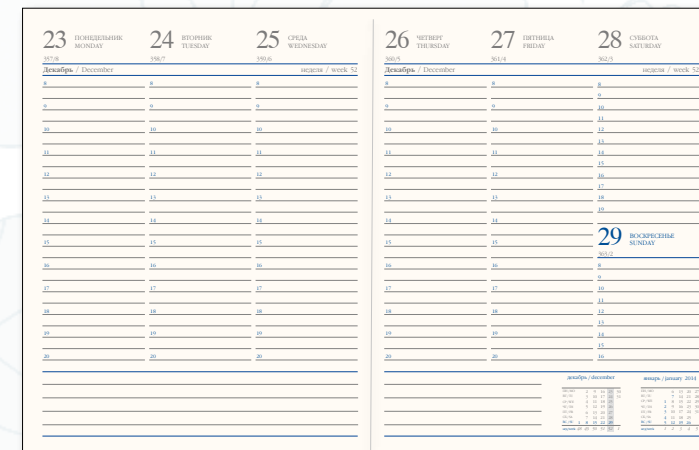 23 ПОНЕДЕЛЬНИК
MONDAY
357/8
24 ВТОРНИК
TUESDAY
358/7
25 СРЕДА
WEDNESDAY
359/6
Декабрь / December
неделя / week 52
8 8 8
9 9 9
10 10 10
11 11 11
12 12 12
13 13 13
14 14 14
15 15 15
16 16 16
17 17 17
18 18 18
19 19 19
20 20 20
26 ЧЕТВЕРГ
THURSDAY
360/5
27 ПЯТНИЦА
FRIDAY
361/4
28 СУББОТА
SATURDAY
362/3
Декабрь / December
неделя / week 52
8 8
9 9
10 10
11 11
12 12
13 13
14 14
15 15
16 16
17 17
18 18
19 19
20 20
8
9
10
11
12
13
14
15
16
17
18
19
29 ВОСКРЕСЕНЬЕ
SUNDAY
363/2
8
9
10
11
12
13
14
15
16
декабрь / december
январь / january 2014